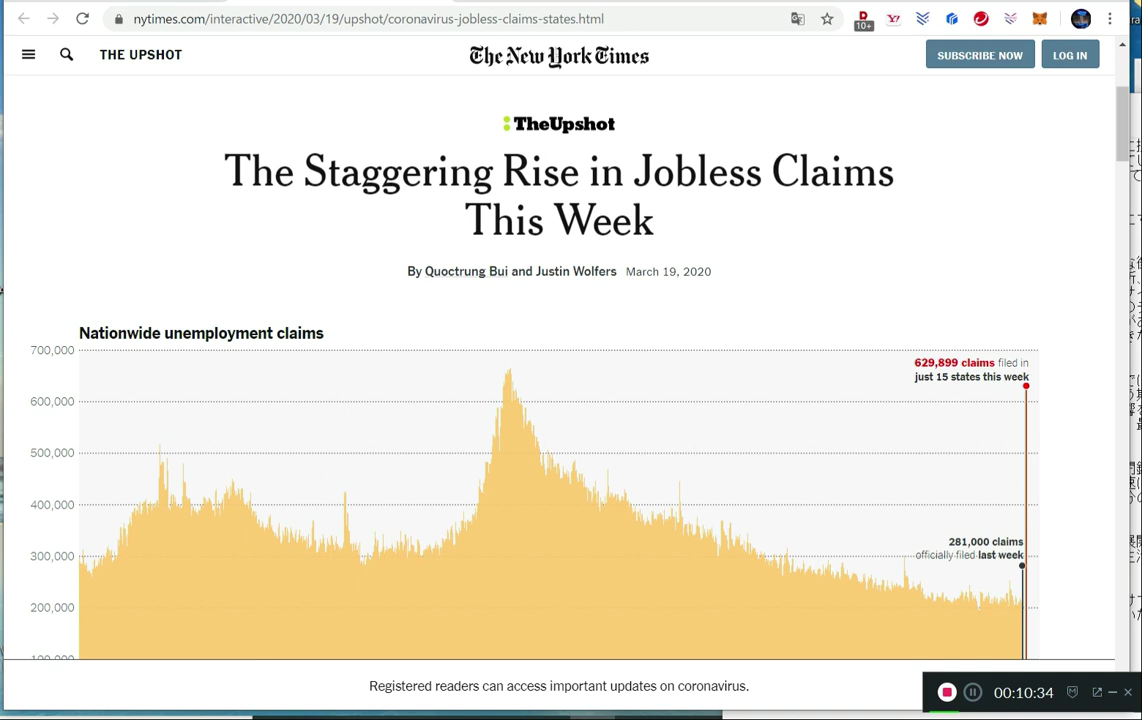 nytimes.com/interactive/2020/03/19/upshot/coronavirus-jobless-claims-states.html
10+
THE UPSHOT
The New York Times
SUBSCRIBE NOW
LOG IN
TheUpshot
The Staggering Rise in Jobless Claims
This Week
By Quoctrung Bui and Justin Wolfers March 19, 2020
Nationwide unemployment claims
700,000
629,899 claims filed in
just 15 states this week
600,000
500,000
400,000
281,000 claims
officially filed last week
300,000
200,000
100,000
Registered readers can access important updates on coronavirus.
00:10:34